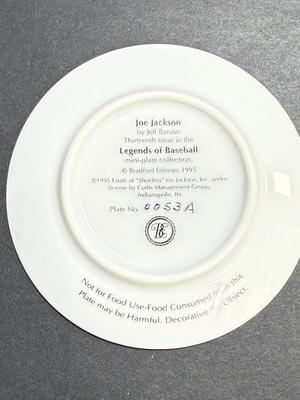 Joe Jackson
by Jeff Barson
Thirteenth issue in the
Legends of Baseball
mini-plate collection.
© Bradford Editions 1995
©1995 Estate of "Shoeless" Joe Jackson, Inc. under
license by Curtis Management Group,
Indianapolis, IN
Plate No. 0053A
BE
Not for Food Use-Food Consumed from this
Plate may be Harmful. Decorative Art Object.